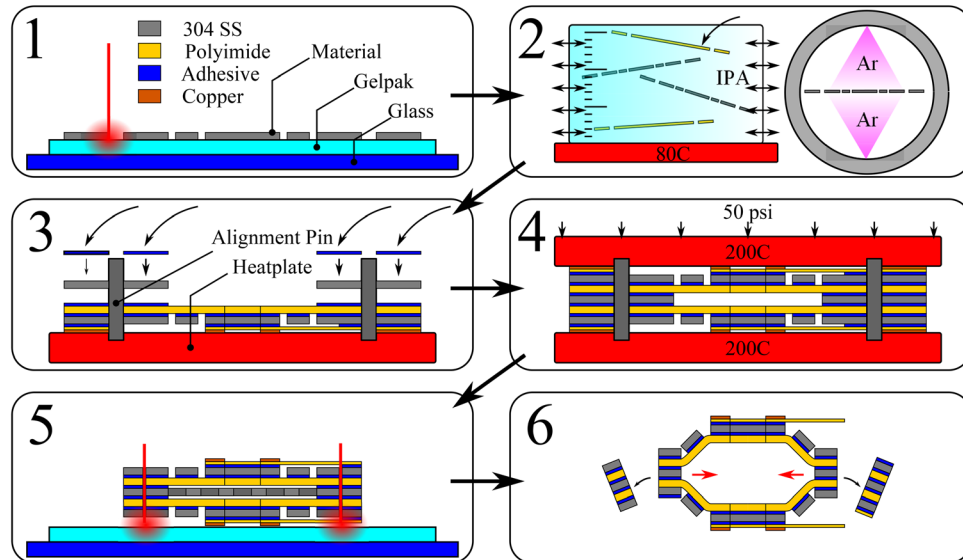 1
304 SS
Polyimide
Adhesive
Copper
Material
Gelpak
Glass
2
IPA
80C
Ar
Ar
3
Alignment Pin
Heatplate
4
50 psi
200C
200C
5
6